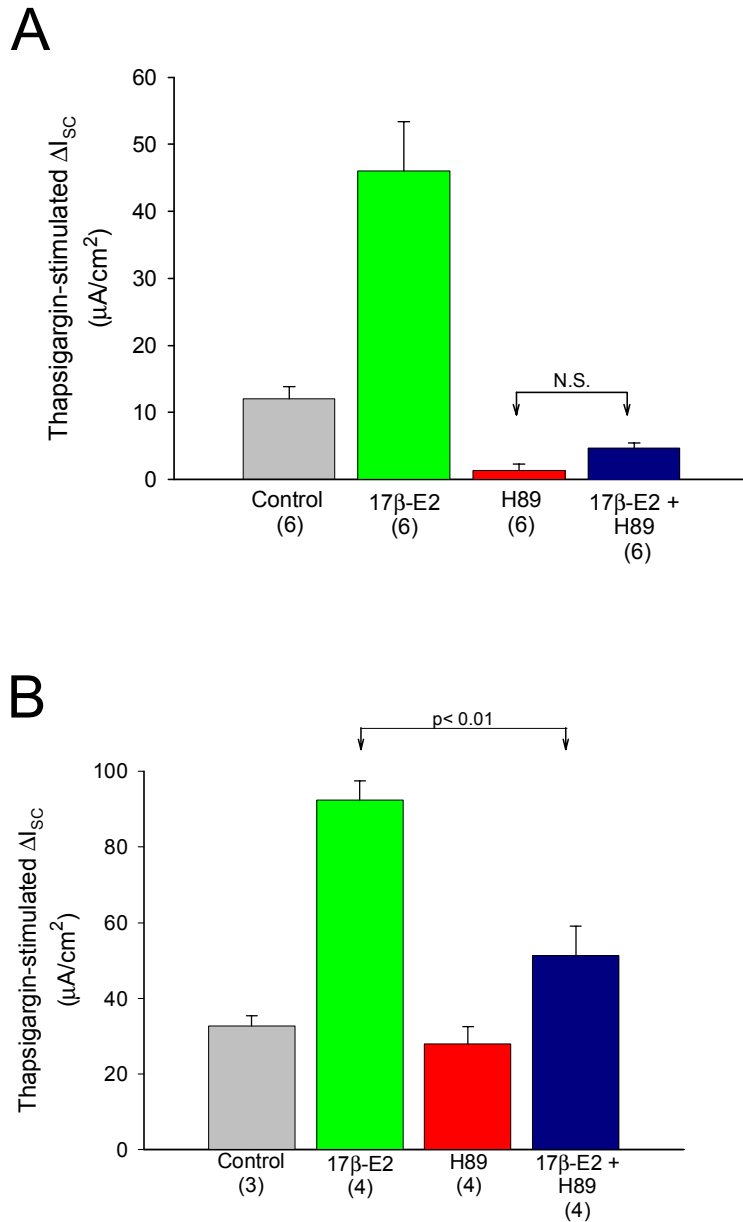 A
Thapsigargin-stimulated ΔI_SC
(μA/cm²)
60
50
40
30
20
10
0
N.S.
Control
(6)
17β-E2
(6)
H89
(6)
17β-E2 +
H89
(6)
B
Thapsigargin-stimulated ΔI_SC
(μA/cm²)
p< 0.01
100
80
60
40
20
0
Control
(3)
17β-E2
(4)
H89
(4)
17β-E2 +
H89
(4)